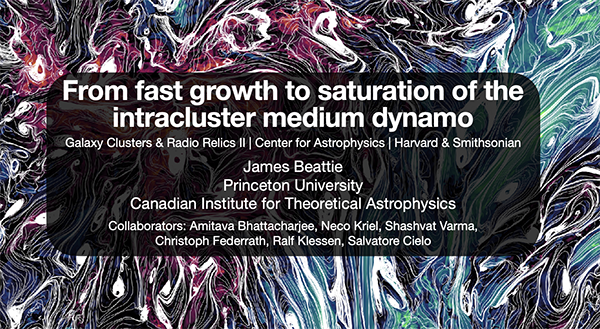 From fast growth to saturation of the
intracluster medium dynamo
Galaxy Clusters & Radio Relics II | Center for Astrophysics | Harvard & Smithsonian
James Beattie
Princeton University
Canadian Institute for Theoretical Astrophysics
Collaborators: Amitava Bhattacharjee, Neco Kriel, Shashvat Varma,
Christoph Federrath, Ralf Klessen, Salvatore Cielo